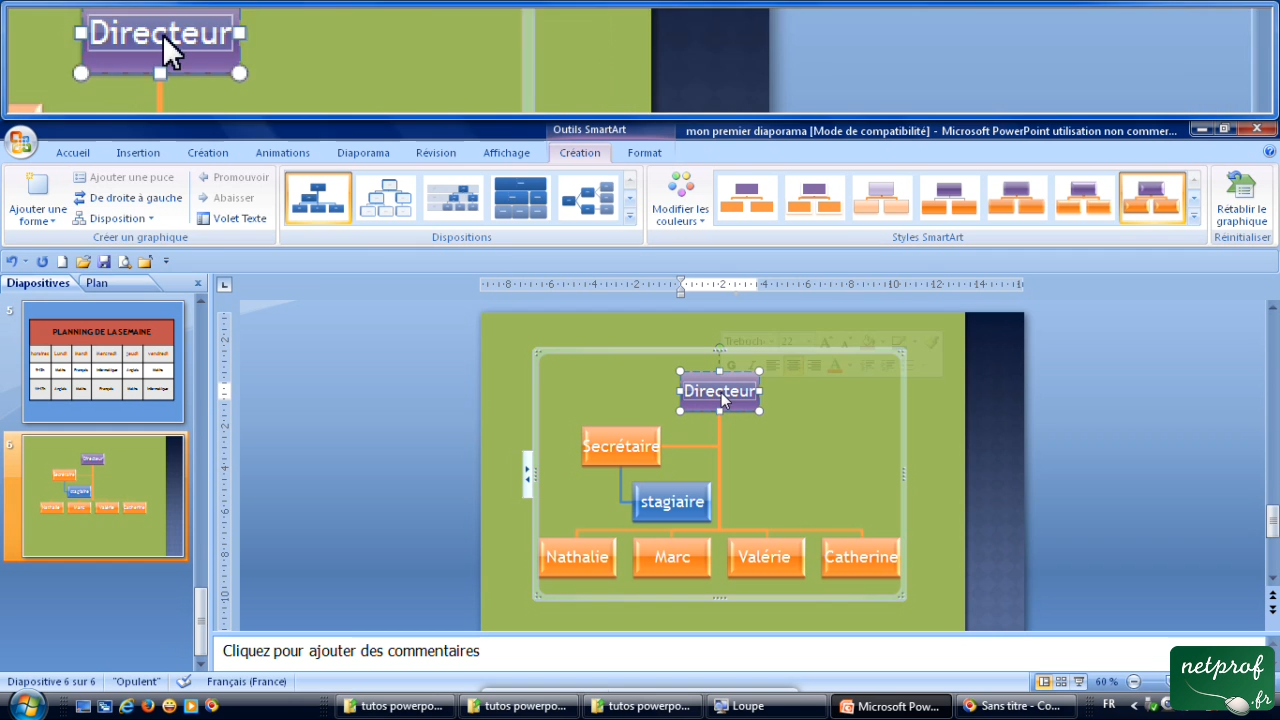 Directeur
Outils SmartArt
mon premier diaporama [Mode de compatibilité] - Microsoft PowerPoint utilisation non commer...
Accueil Insertion Création Animations Diaporama Révision Affichage Création Format
Ajouter une forme
Ajouter une puce
De droite à gauche
Disposition
Promouvoir
Abaisser
Volet Texte
Modifier les couleurs
Rétablir le graphique
Créer un graphique Dispositions Styles SmartArt Réinitialiser
Diapositives Plan
5
PLANNING DE LA SEMAINE
6
Directeur
Secrétaire
stagiaire
Nathalie Marc Valérie Catherine
Cliquez pour ajouter des commentaires
Diapositive 6 sur 6 "Opulent" Français (France) 60 %
tutos powerpo... tutos powerpo... tutos powerpo... Loupe Microsoft Pow... Sans titre - Co... FR
netprof
.fr